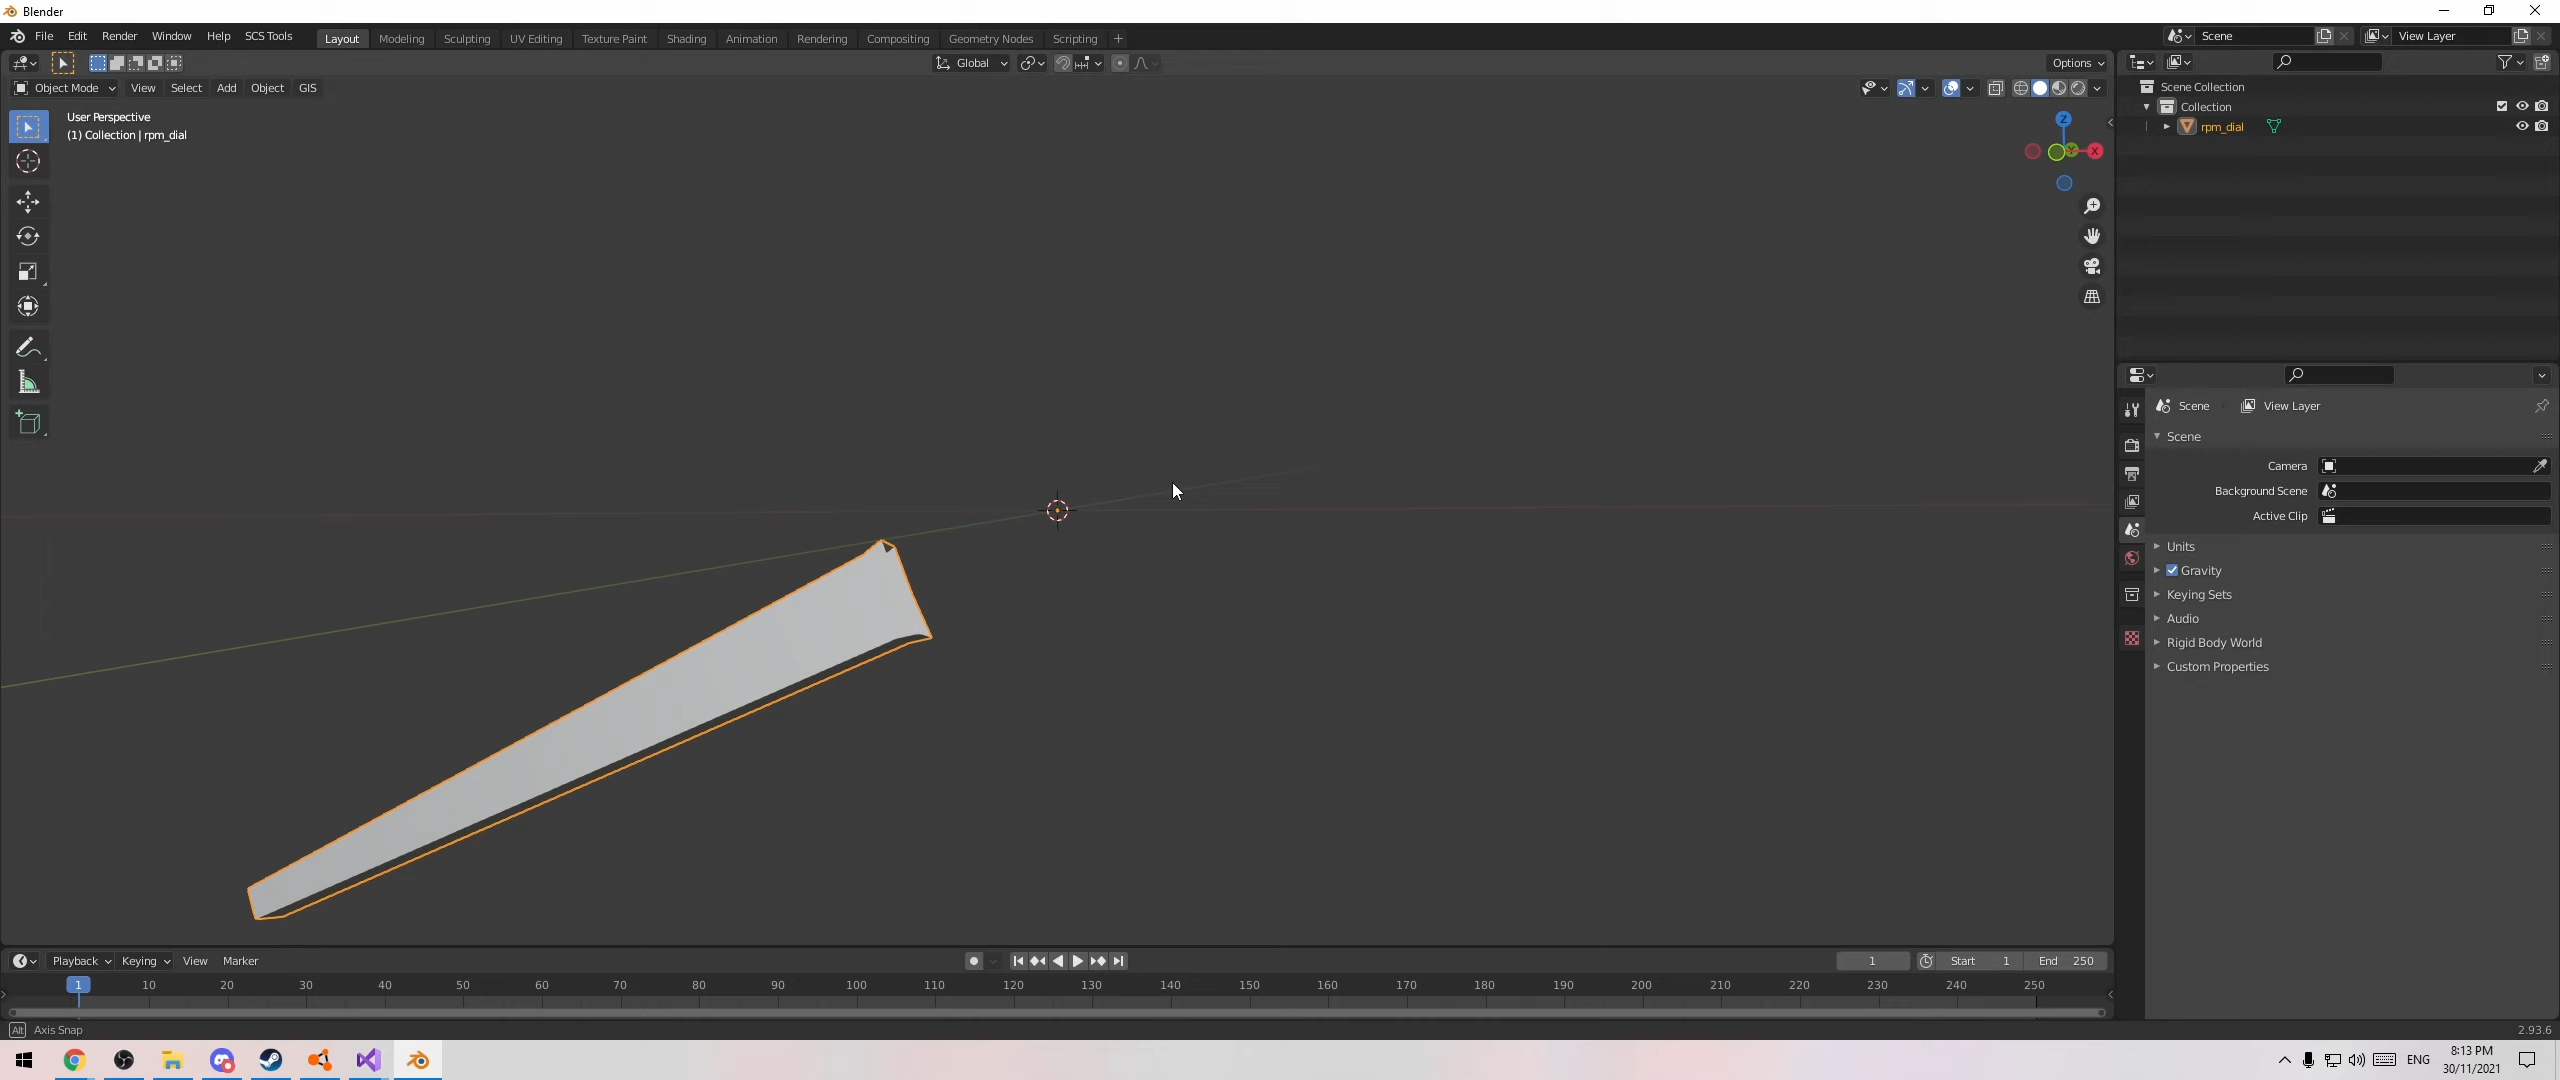 Blender
File Edit Render Window Help SCS Tools Layout Modeling Sculpting UV Editing Texture Paint Shading Animation Rendering Compositing Geometry Nodes Scripting + Scene View Layer
Global Options
Object Mode View Select Add Object GIS
User Perspective
(1) Collection | rpm_dial
Z
X
Scene Collection
Collection
rpm_dial
Scene View Layer
Scene
Camera
Background Scene
Active Clip
Units
Gravity
Keying Sets
Audio
Rigid Body World
Custom Properties
Playback Keying View Marker 1 Start 1 End 250
1 10 20 30 40 50 60 70 80 90 100 110 120 130 140 150 160 170 180 190 200 210 220 230 240 250
Alt Axis Snap 2.93.6
ENG 8:13 PM
30/11/2021